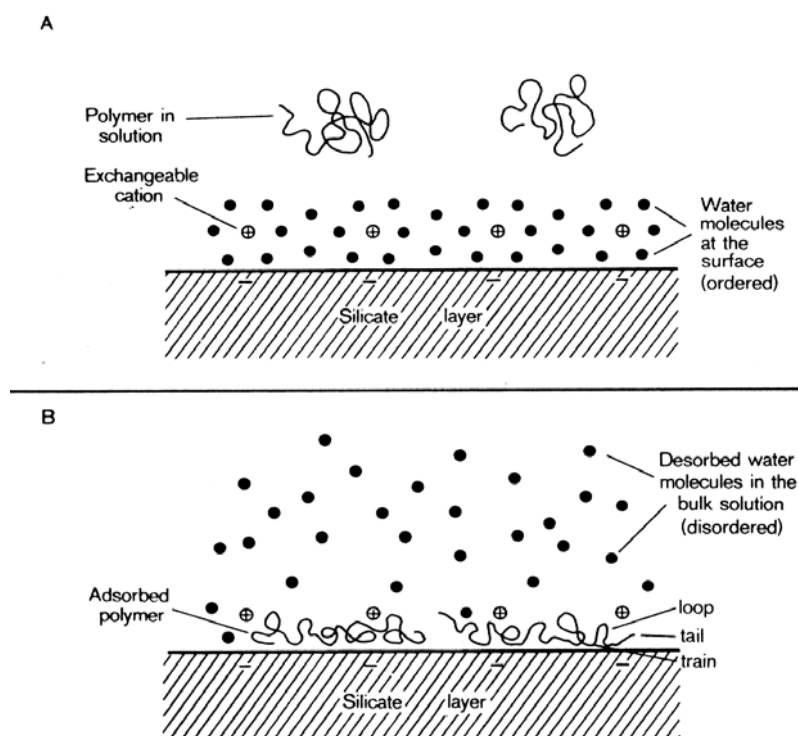 A
Polymer in
solution
Exchangeable
cation
Water
molecules
at the
surface
(ordered)
Silicate layer
B
Desorbed water
molecules in the
bulk solution
(disordered)
Adsorbed
polymer
loop
tail
train
Silicate layer